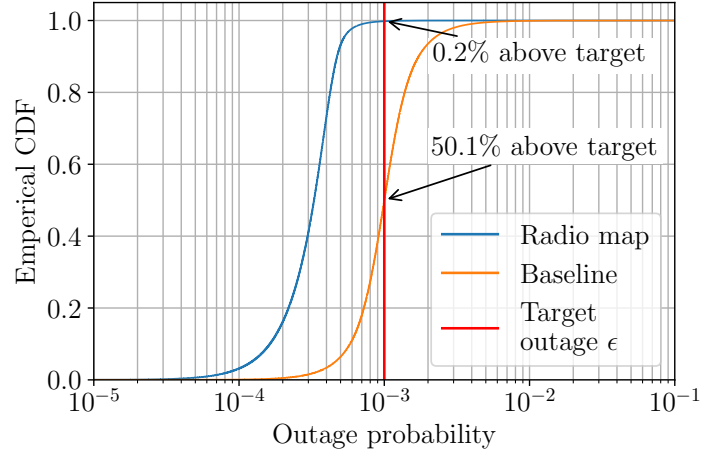 1.0
0.8
0.6
0.4
0.2
0.0
Emperical CDF
0.2% above target
50.1% above target
Radio map
Baseline
Target
outage ϵ
10⁻⁵
10⁻⁴
10⁻³
10⁻²
10⁻¹
Outage probability